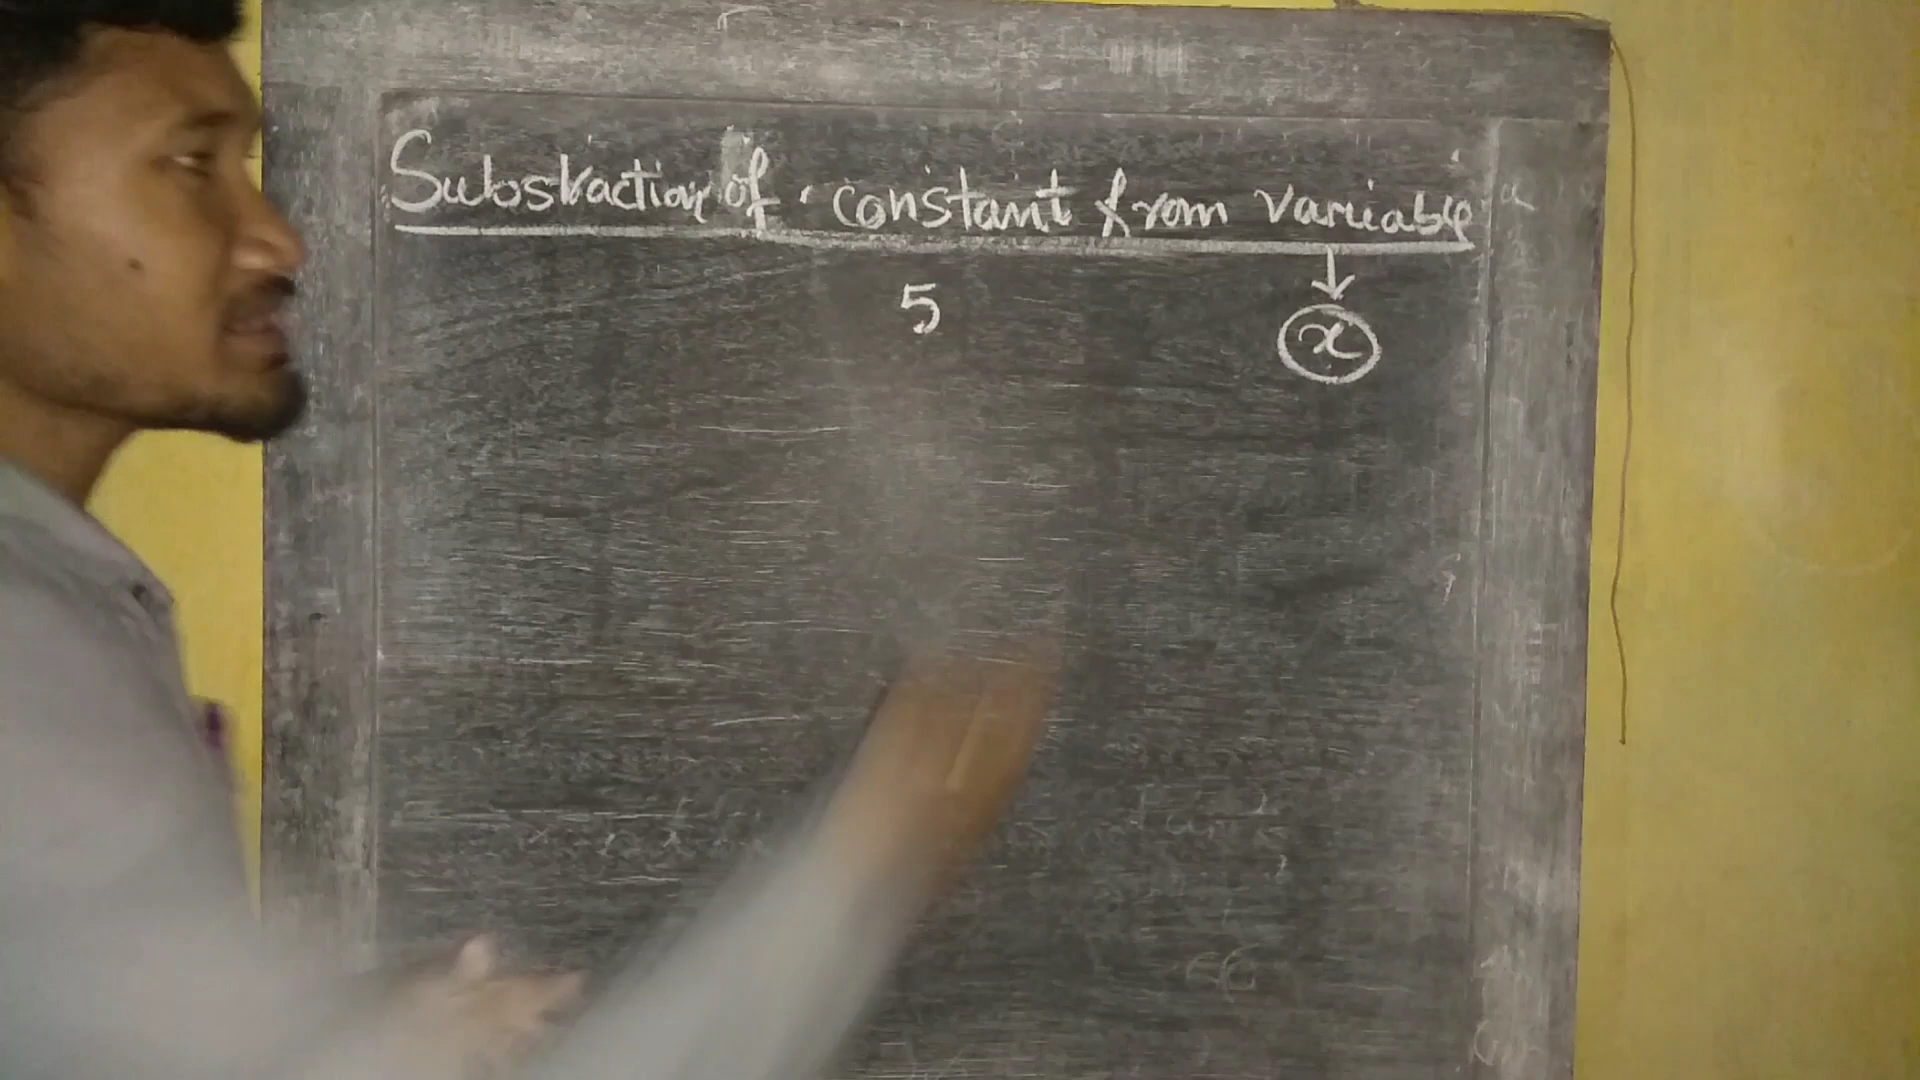 Substraction of constant from variable
5
x